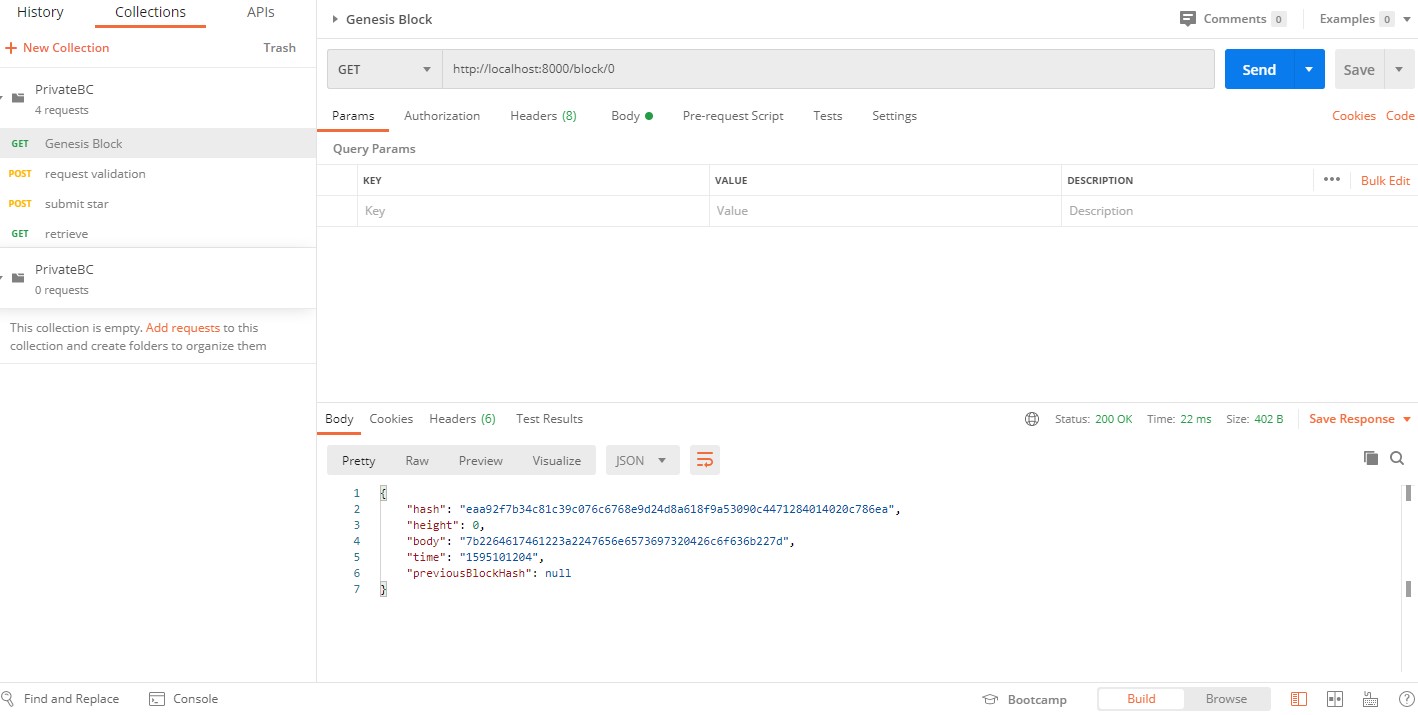 History Collections APIs
+ New Collection Trash
PrivateBC
4 requests
GET Genesis Block
POST request validation
POST submit star
GET retrieve
PrivateBC
0 requests
This collection is empty. Add requests to this
collection and create folders to organize them
Genesis Block Comments 0 Examples 0
GET http://localhost:8000/block/0 Send Save
Params Authorization Headers (8) Body Pre-request Script Tests Settings Cookies Code
Query Params
KEY VALUE DESCRIPTION ••• Bulk Edit
Key Value Description
Body Cookies Headers (6) Test Results Status: 200 OK Time: 22 ms Size: 402 B Save Response
Pretty Raw Preview Visualize JSON
1 {
2 "hash": "eaa92f7b34c81c39c076c6768e9d24d8a618f9a53090c4471284014020c786ea",
3 "height": 0,
4 "body": "7b2264617461223a2247656e6573697320426c6f636b227d",
5 "time": "1595101204",
6 "previousBlockHash": null
7 }
Find and Replace Console Bootcamp Build Browse